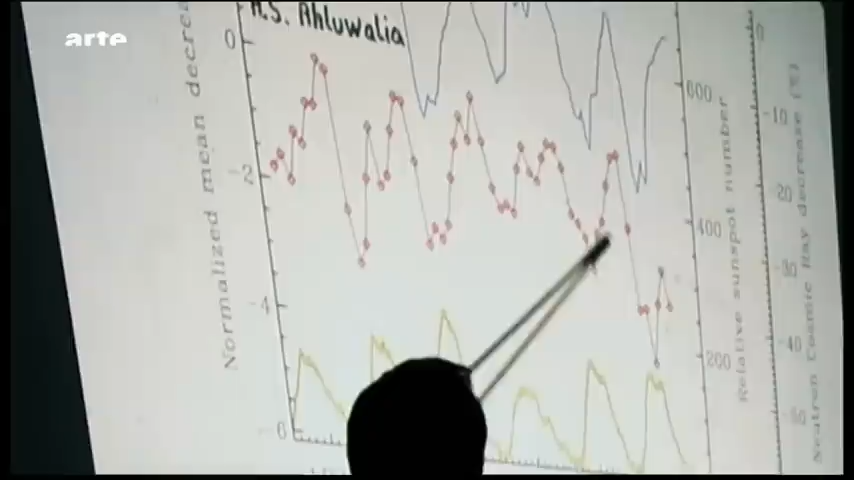 arte
H.S. Ahluwalia
Normalized mean decrea
0
-2
-4
-6
600
400
200
Relative sunspot number
0
-10
-20
-30
-40
-50
Neutron Cosmic Ray decrease (%)